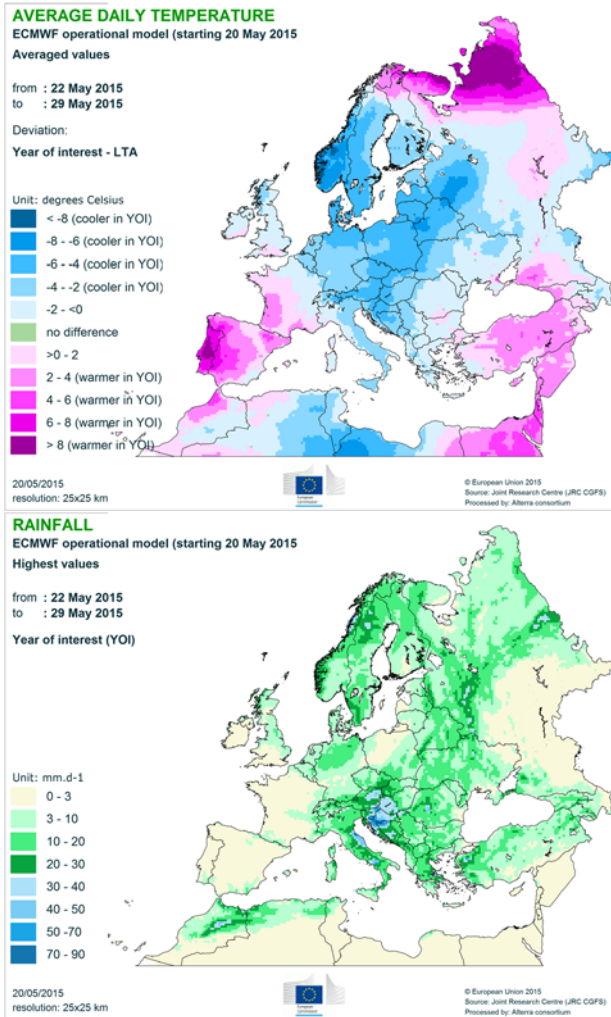 AVERAGE DAILY TEMPERATURE
ECMWF operational model (starting 20 May 2015
Averaged values
from : 22 May 2015
to : 29 May 2015
Deviation:
Year of interest - LTA
Unit: degrees Celsius
< -8 (cooler in YOI)
-8 - -6 (cooler in YOI)
-6 - -4 (cooler in YOI)
-4 - -2 (cooler in YOI)
-2 - <0
no difference
>0 - 2
2 - 4 (warmer in YOI)
4 - 6 (warmer in YOI)
6 - 8 (warmer in YOI)
> 8 (warmer in YOI)
20/05/2015
resolution: 25x25 km
European
Commission
© European Union 2015
Source: Joint Research Centre (JRC CGFS)
Processed by: Alterra consortium
RAINFALL
ECMWF operational model (starting 20 May 2015
Highest values
from : 22 May 2015
to : 29 May 2015
Year of interest (YOI)
Unit: mm.d-1
0 - 3
3 - 10
10 - 20
20 - 30
30 - 40
40 - 50
50 -70
70 - 90
20/05/2015
resolution: 25x25 km
European
Commission
© European Union 2015
Source: Joint Research Centre (JRC CGFS)
Processed by: Alterra consortium